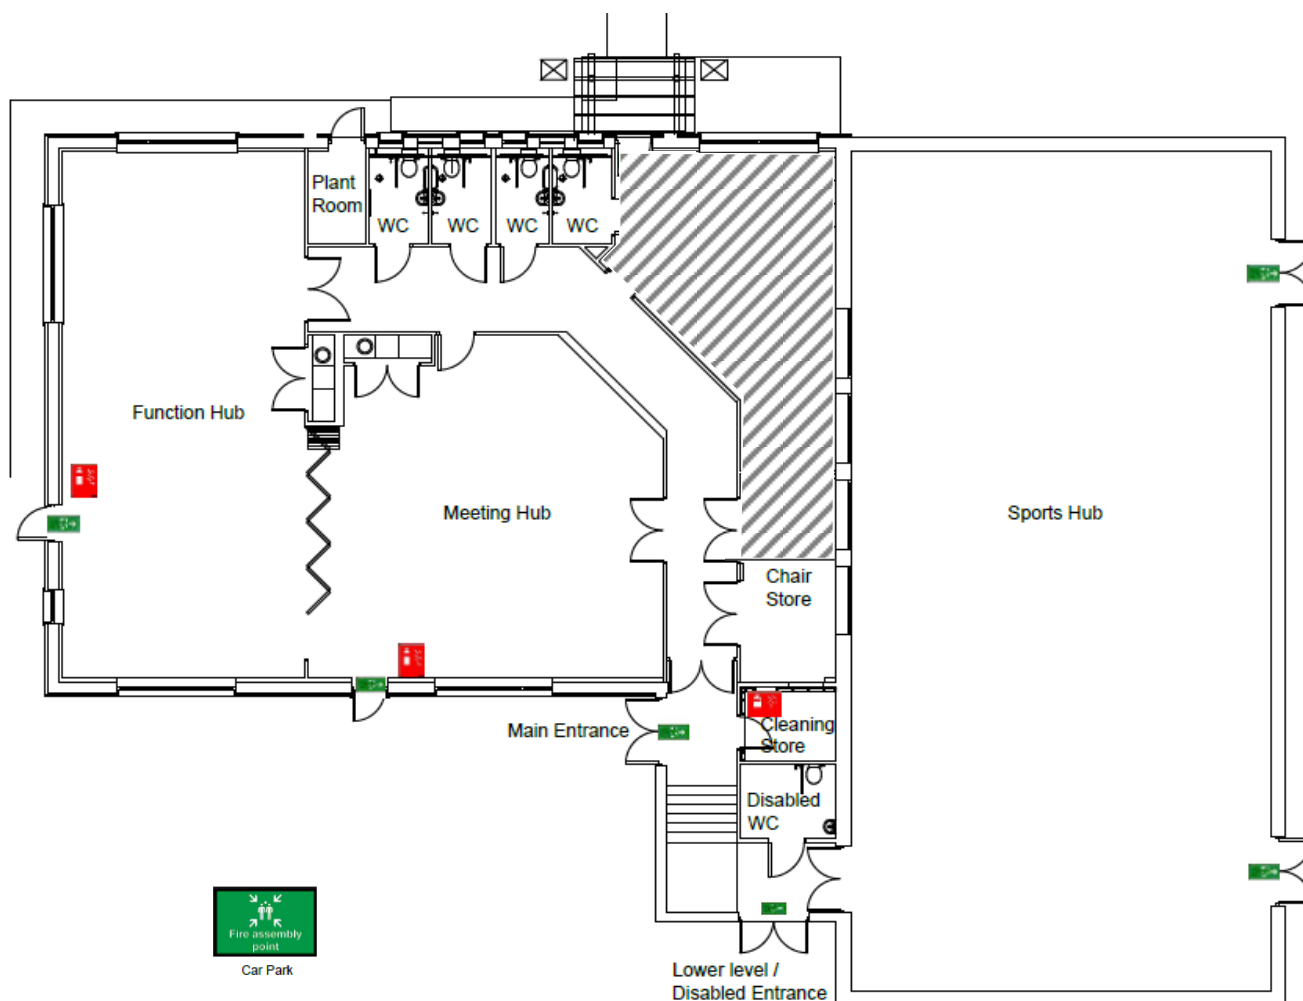 Plant
Room
WC
WC
WC
WC
Function Hub
Meeting Hub
Sports Hub
Chair
Store
Main Entrance
Cleaning
Store
Disabled
WC
Fire assembly
point
Car Park
Lower level /
Disabled Entrance